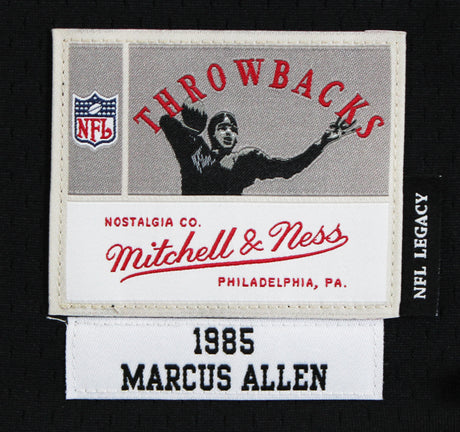 THROWBACKS
NFL
NOSTALGIA CO.
Mitchell & Ness
PHILADELPHIA, PA.
NFL LEGACY
1985
MARCUS ALLEN